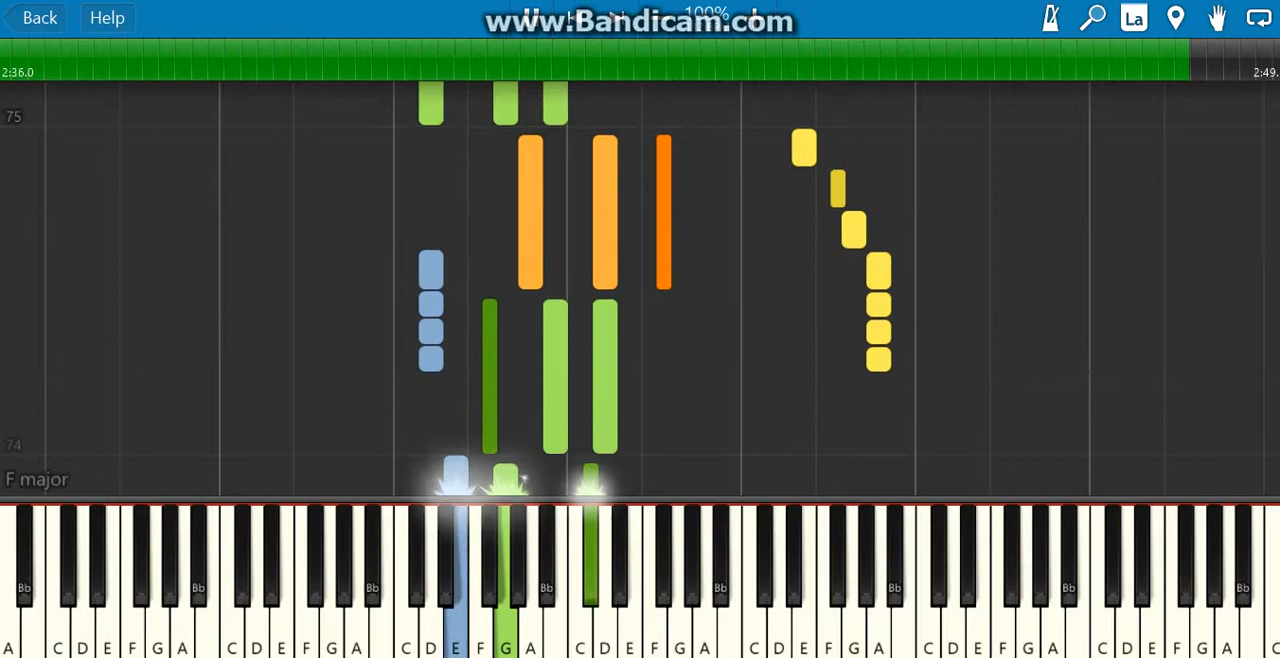 Back Help www.Bandicam.com 100% La
2:36.0 2:49.
75
74
F major
Bb Bb Bb Bb Bb Bb Bb Bb
A C D E F G A C D E F G A C D E F G A C D E F G A C D E F G A C D E F G A C D E F G A C